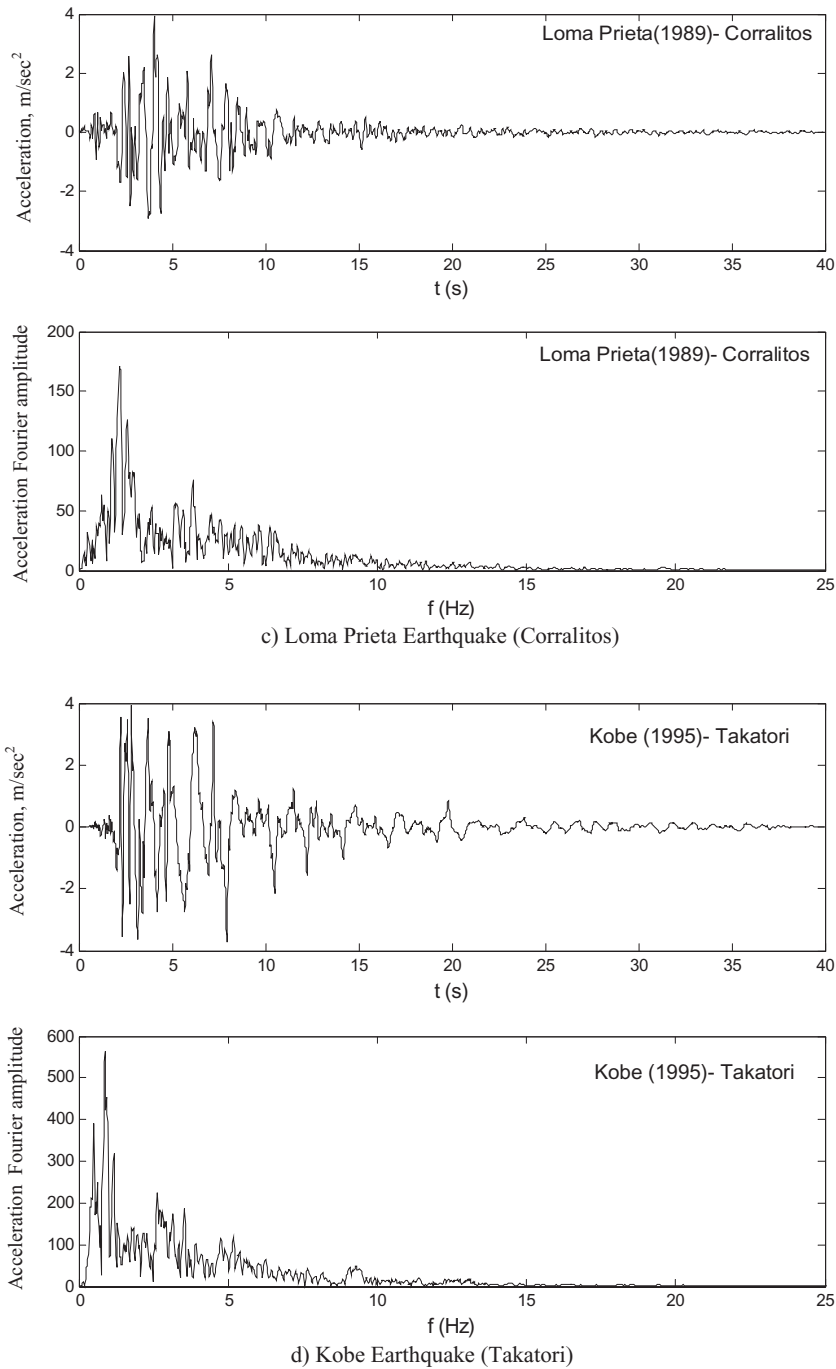 Loma Prieta(1989)- Corralitos
Acceleration, m/sec²
4
2
0
-2
-4
0 5 10 15 20 25 30 35 40
t (s)
Loma Prieta(1989)- Corralitos
Acceleration Fourier amplitude
200
150
100
50
0
0 5 10 15 20 25
f (Hz)
c) Loma Prieta Earthquake (Corralitos)
Kobe (1995)- Takatori
Acceleration, m/sec²
4
2
0
-2
-4
0 5 10 15 20 25 30 35 40
t (s)
Kobe (1995)- Takatori
Acceleration Fourier amplitude
600
500
400
300
200
100
0
0 5 10 15 20 25
f (Hz)
d) Kobe Earthquake (Takatori)